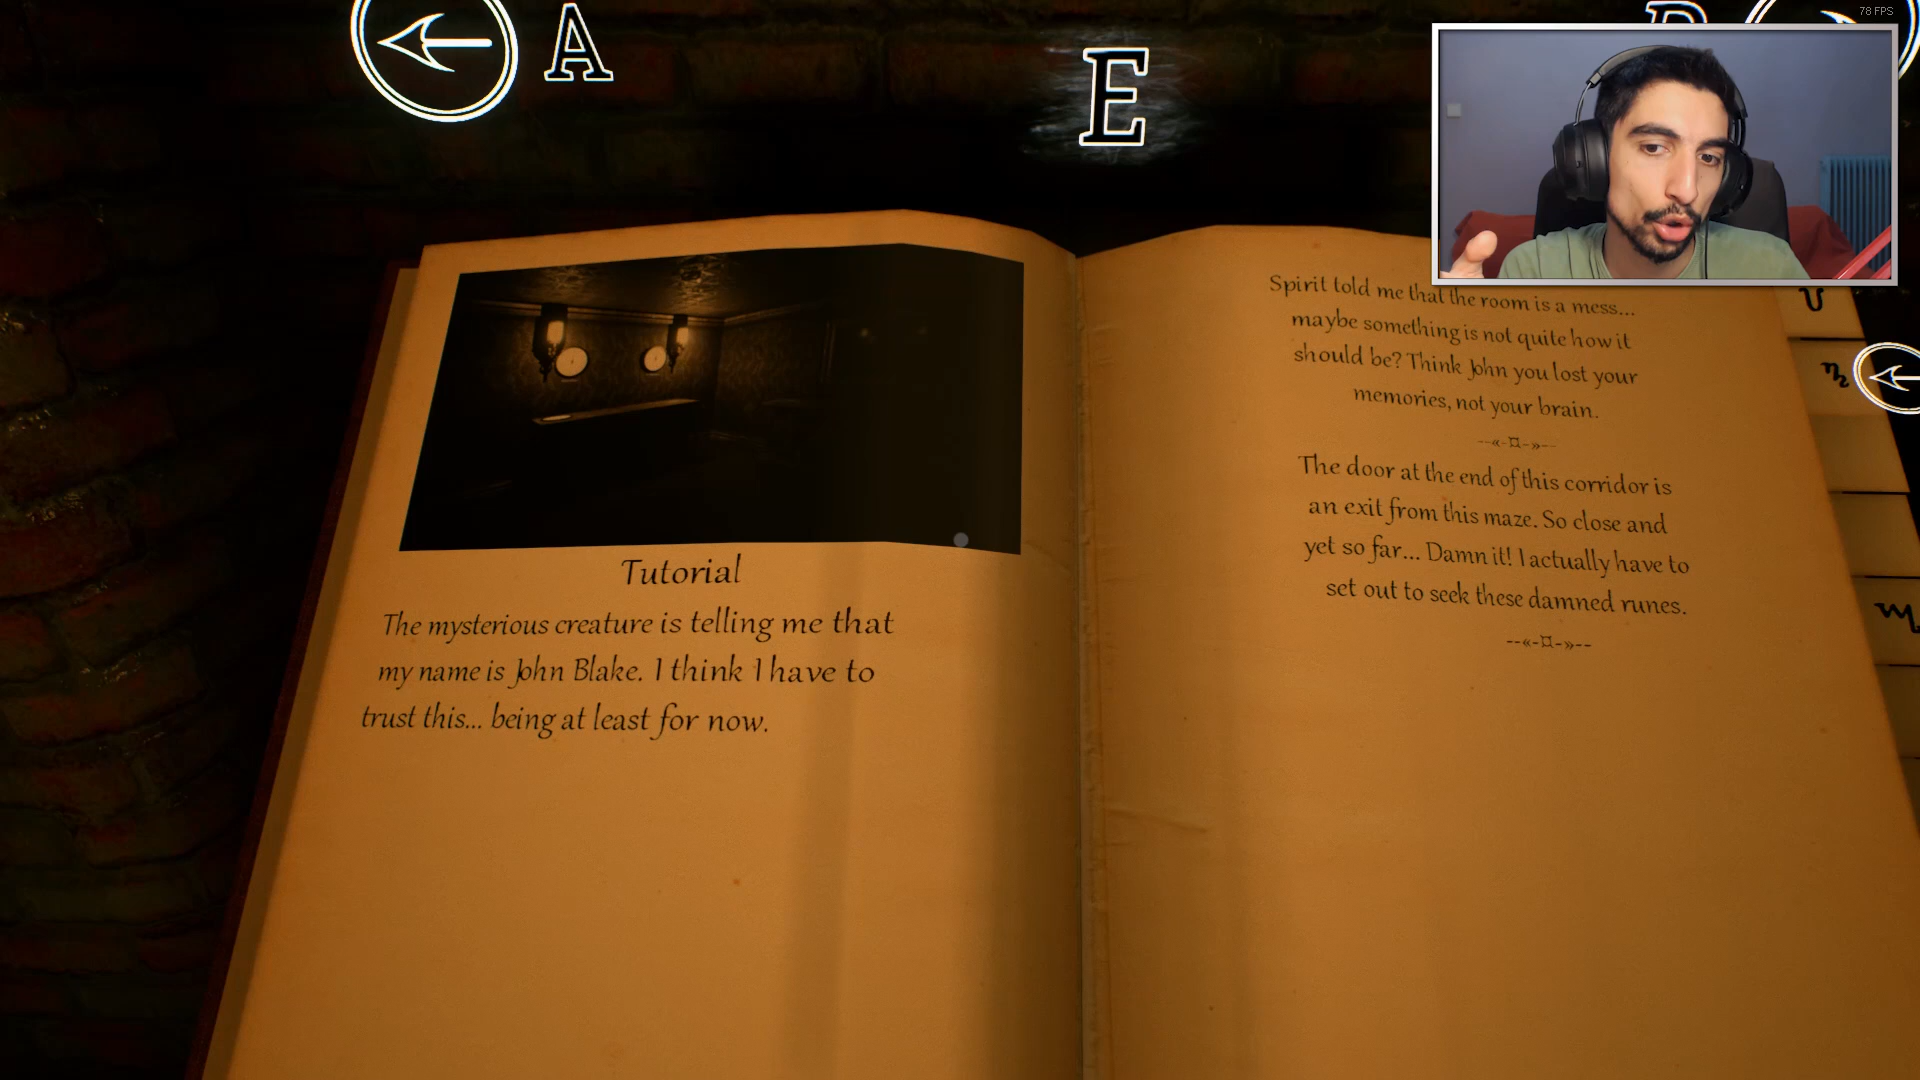 78 FPS
A
E
Tutorial
The mysterious creature is telling me that
my name is John Blake. I think I have to
trust this... being at least for now.
Spirit told me that the room is a mess...
maybe something is not quite how it
should be? Think John you lost your
memories, not your brain..
--«-¤-»--
The door at the end of this corridor is
an exit from this maze. So close and
yet so far... Damn it! I actually have to
set out to seek these damned runes.
--«-¤-»--